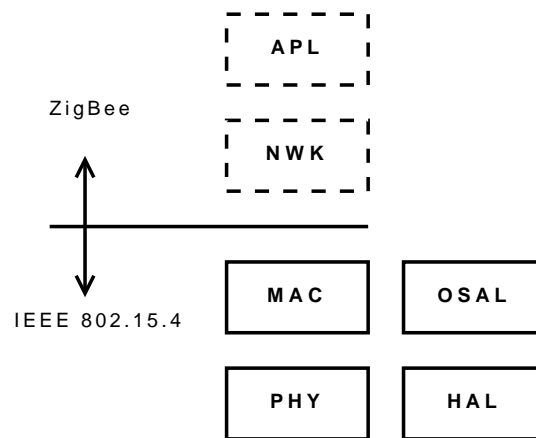 APL
ZigBee
NWK
MAC
OSAL
IEEE 802.15.4
PHY
HAL